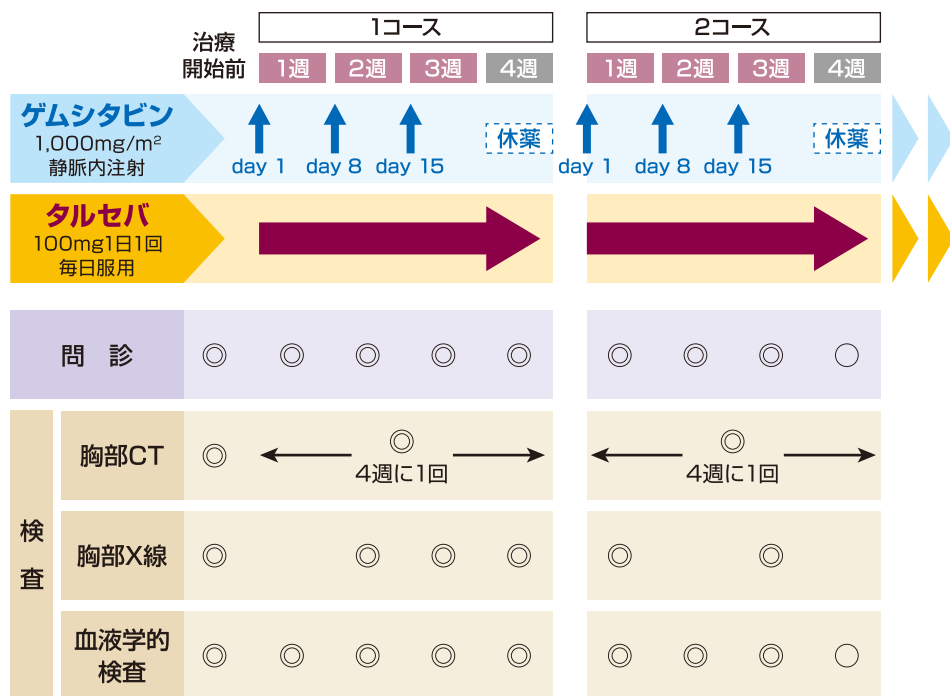 1コース
2コース
治療
開始前
1週
2週
3週
4週
1週
2週
3週
4週
ゲムシタビン
1,000mg/m²
静脈内注射
day 1
day 8
day 15
休薬
day 1
day 8
day 15
休薬
タルセバ
100mg1日1回
毎日服用
問診
◎ ◎ ◎ ◎ ◎ ◎ ◎ ◎ ○
検査
胸部CT
◎ ◎ ◎
4週に1回
4週に1回
胸部X線
◎ ◎ ◎ ◎ ◎ ◎
血液学的
検査
◎ ◎ ◎ ◎ ◎ ◎ ◎ ◎ ○